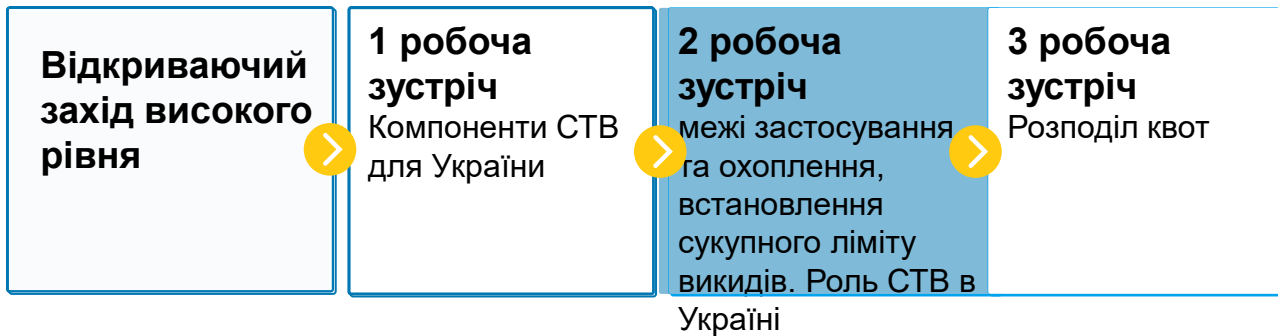 Відкриваючий
захід високого
рівня
1 робоча
зустріч
Компоненти СТВ
для України
2 робоча
зустріч
межі застосування
та охоплення,
встановлення
сукупного ліміту
викидів. Роль СТВ в
Україні
3 робоча
зустріч
Розподіл квот